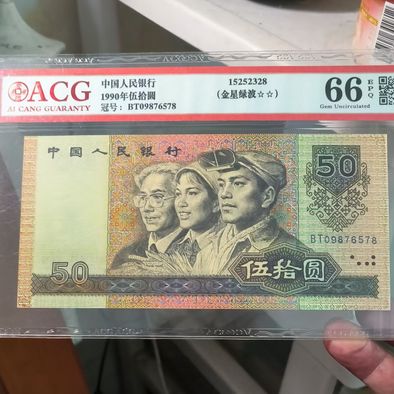 ACG
AI CANG GUARANTY
中国人民银行
1990年伍拾圆
冠号：BT09876578
15252328
（金星绿波☆☆）
66
EPQ
Gem Uncirculated
中国人民银行
50
BT09876578
50
伍拾圆